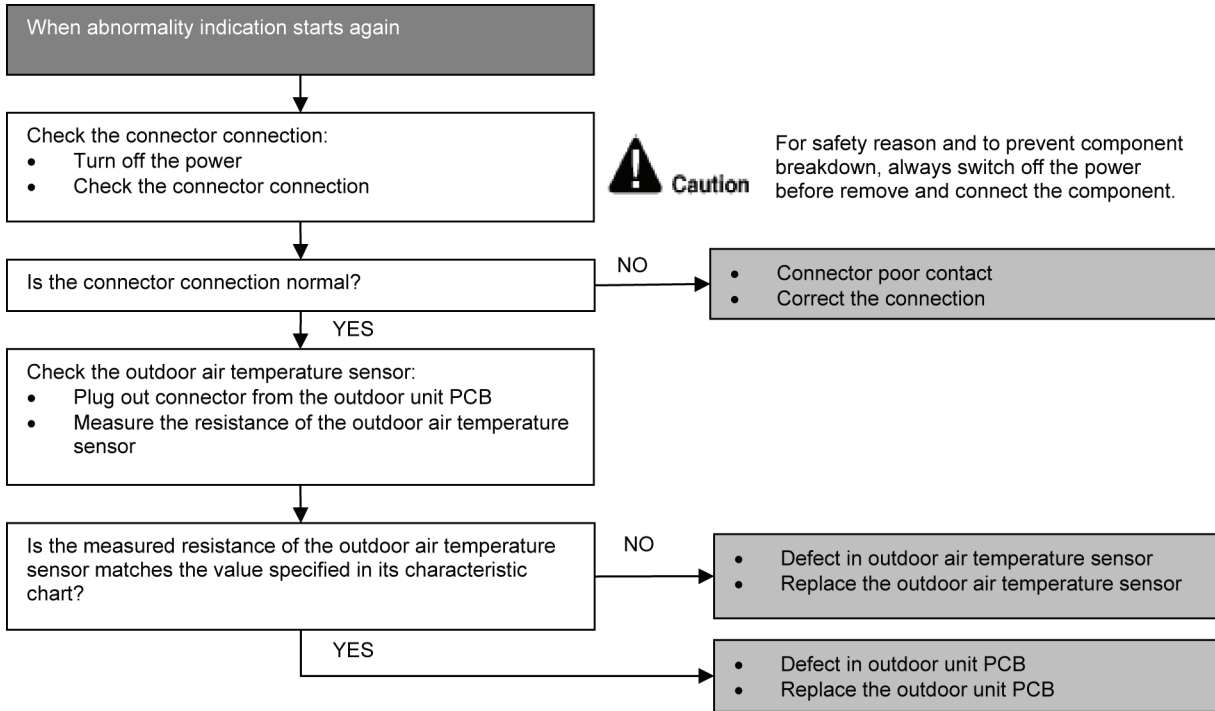 When abnormality indication starts again
Check the connector connection:
• Turn off the power
• Check the connector connection
For safety reason and to prevent component
breakdown, always switch off the power
before remove and connect the component.
Caution
Is the connector connection normal?
NO
• Connector poor contact
• Correct the connection
YES
Check the outdoor air temperature sensor:
• Plug out connector from the outdoor unit PCB
• Measure the resistance of the outdoor air temperature
sensor
Is the measured resistance of the outdoor air temperature
sensor matches the value specified in its characteristic
chart?
NO
• Defect in outdoor air temperature sensor
• Replace the outdoor air temperature sensor
YES
• Defect in outdoor unit PCB
• Replace the outdoor unit PCB